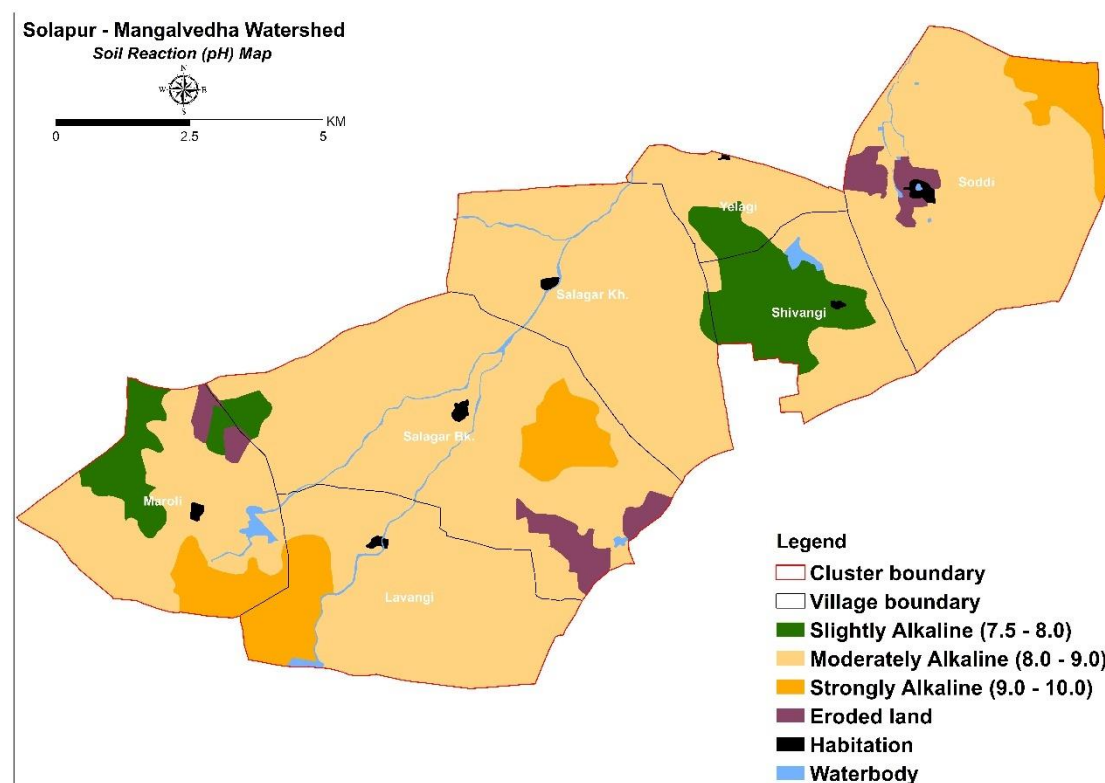 Solapur - Mangalvedha Watershed
Soil Reaction (pH) Map
N
W E
S
KM
0 2.5 5
Soddi
Yelagi
Salagar Kh.
Shivangi
Salagar Bk.
Maroli
Lavangi
Legend
Cluster boundary
Village boundary
Slightly Alkaline (7.5 - 8.0)
Moderately Alkaline (8.0 - 9.0)
Strongly Alkaline (9.0 - 10.0)
Eroded land
Habitation
Waterbody